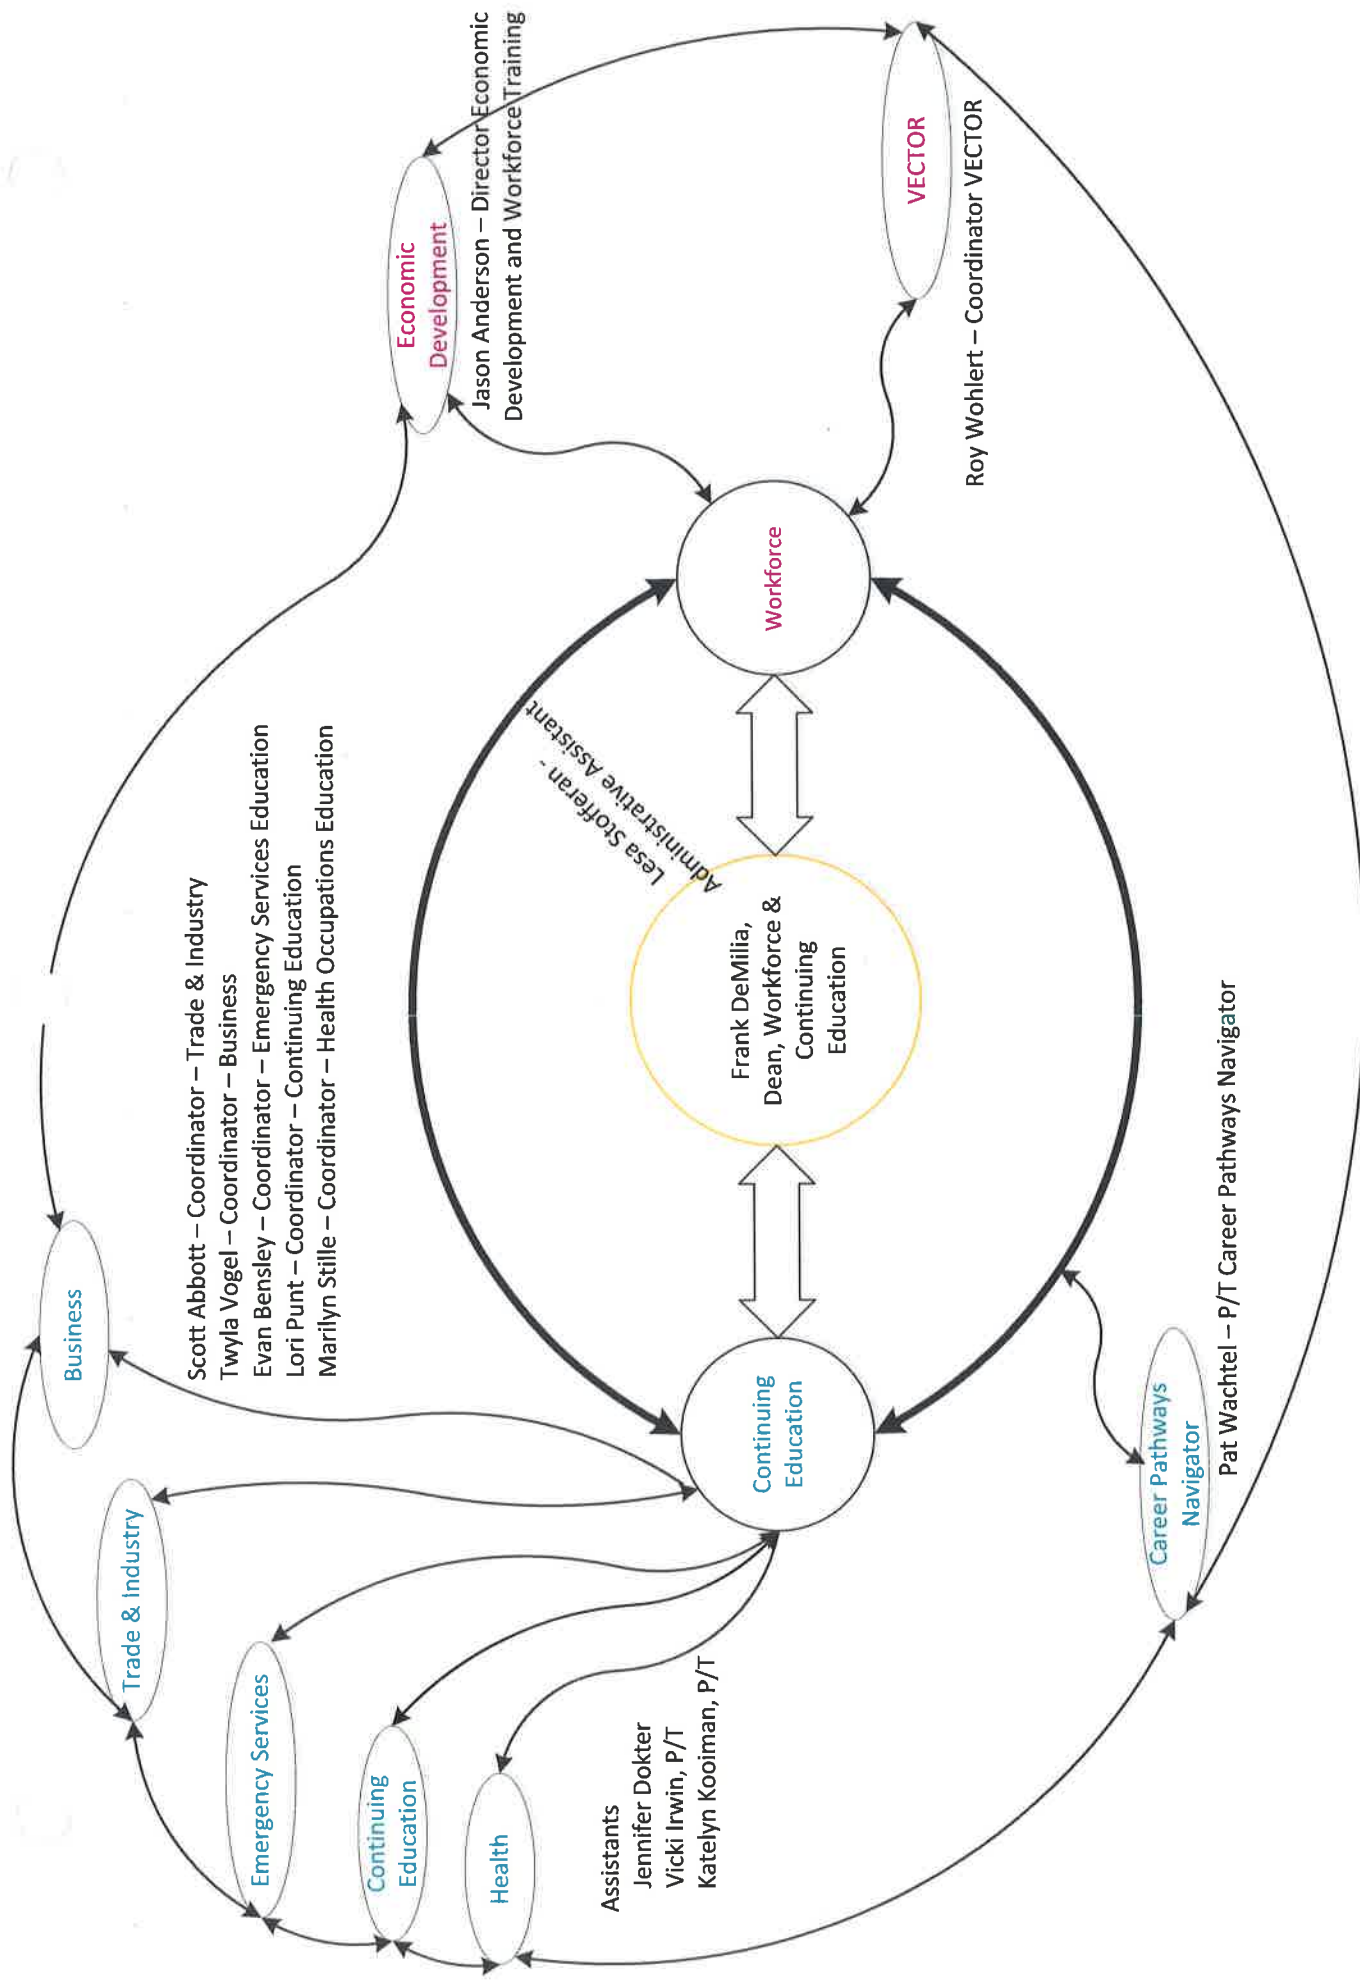 Business
Trade & Industry
Emergency Services
Continuing
Education
Health
Scott Abbott – Coordinator – Trade & Industry
Twyla Vogel – Coordinator – Business
Evan Bensley – Coordinator – Emergency Services Education
Lori Punt – Coordinator – Continuing Education
Marilyn Stille – Coordinator – Health Occupations Education
Economic
Development
Jason Anderson – Director Economic
Development and Workforce Training
Assistants
Jennifer Dokter
Vicki Irwin, P/T
Katelyn Kooiman, P/T
Lesa Stofferan -
Administrative Assistant
Continuing
Education
Frank DeMilia,
Dean, Workforce &
Continuing
Education
Workforce
VECTOR
Roy Wohlert – Coordinator VECTOR
Career Pathways
Navigator
Pat Wachtel – P/T Career Pathways Navigator